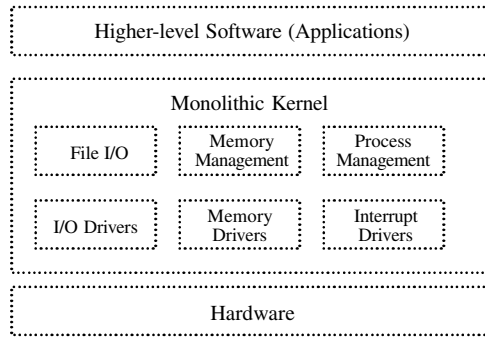 Higher-level Software (Applications)
Monolithic Kernel
File I/O
Memory
Management
Process
Management
I/O Drivers
Memory
Drivers
Interrupt
Drivers
Hardware